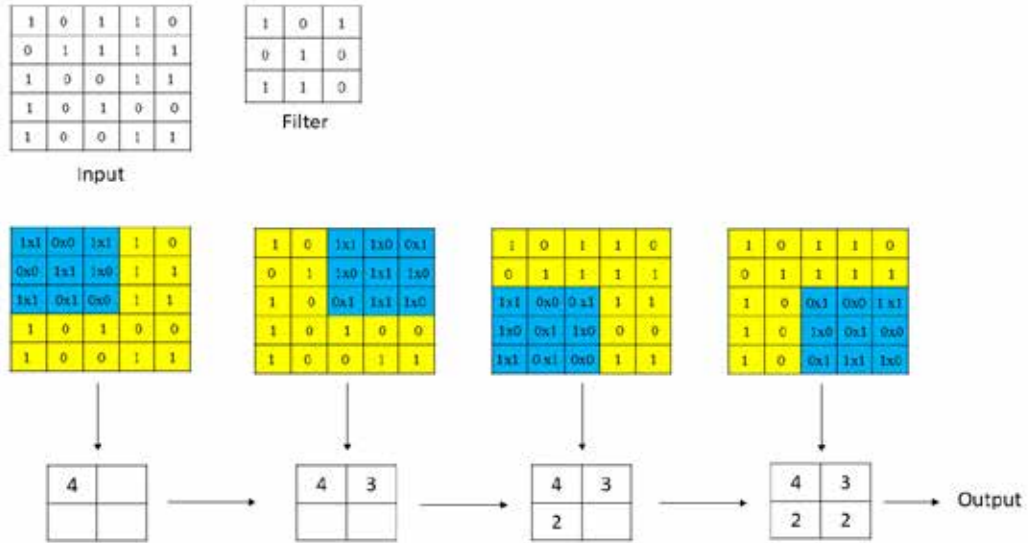 1 0 1 1 0
0 1 1 1 1
1 0 0 1 1
1 0 1 0 0
1 0 0 1 1
Input
1 0 1
0 1 0
1 1 0
Filter
1x1 0x0 1x1 1 0
0x0 1x1 1x0 1 1
1x1 0x1 0x0 1 1
1 0 1 0 0
1 0 0 1 1
1 0 1x1 1x0 0x1
0 1 1x0 1x1 1x0
1 0 0x1 1x1 1x0
1 0 1 0 0
1 0 0 1 1
1 0 1 1 0
0 1 1 1 1
1x1 0x0 0x1 1 1
1x0 0x1 1x0 0 0
1x1 0x1 0x0 1 1
1 0 1 1 0
0 1 1 1 1
1 0 0x1 0x0 1x1
1 0 1x0 0x1 0x0
1 0 0x1 1x1 1x0
4
4 3
4 3
2
4 3
2 2
Output